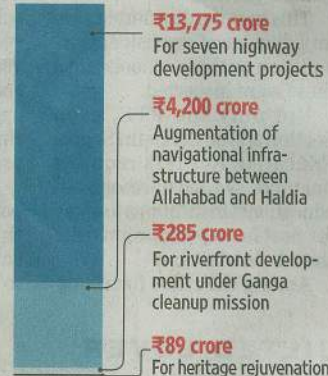 ₹13,775 crore
For seven highway
development projects
₹4,200 crore
Augmentation of
navigational infra-
structure between
Allahabad and Haldia
₹285 crore
For riverfront develop-
ment under Ganga
cleanup mission
₹89 crore
For heritage rejuvenation